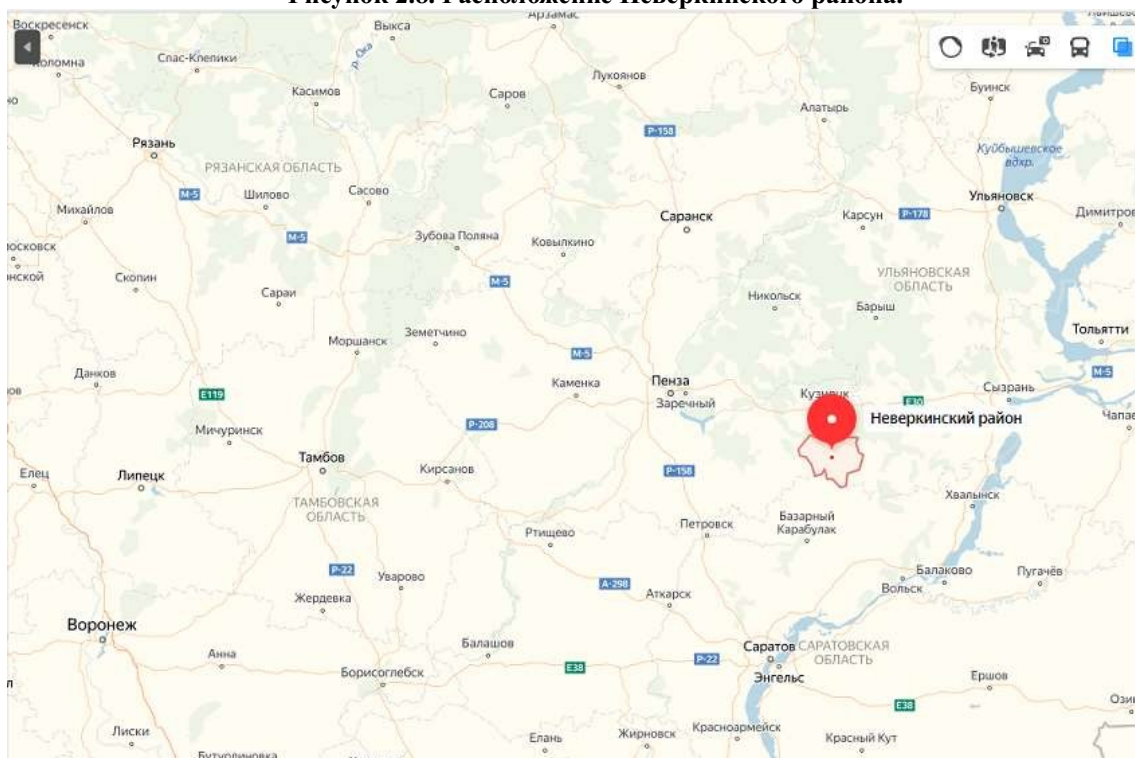 Рисунок 2.8. Расположение Неверкинского района.
Воскресенск
Выкса
Арзамас
Коломна
Спас-Клепики
р. Ока
Лукоянов
Касимов
Саров
Буинск
Алатырь
Р-158
Рязань
Куйбышевское
вдхр.
РЯЗАНСКАЯ ОБЛАСТЬ
М-5
Шилово
Сасово
Ульяновск
Михайлов
Саранск
Карсун
Р-178
Димитров
М-5
Зубова Поляна
Ковылкино
Скопин
М-5
УЛЬЯНОВСКАЯ
ОБЛАСТЬ
Сараи
Никольск
Барыш
Земетчино
Тольятти
Моршанск
М-5
Данков
Каменка
Пенза
М-5
Е119
Заречный
Кузнецк
Е30
Сызрань
Неверкинский район
Чапае
Мичуринск
Р-208
Тамбов
Елец
Липецк
Кирсанов
Р-158
ТАМБОВСКАЯ
ОБЛАСТЬ
Хвалынск
Ртищево
Петровск
Базарный
Карабулак
Р-22
Уварово
А-298
Балаково
Пугачёв
Вольск
Жердевка
Аткарск
Воронеж
Анна
Балашов
Саратов
САРАТОВСКАЯ
ОБЛАСТЬ
Р-22
Борисоглебск
Е38
Энгельс
Ершов
Е38
Лиски
Елань
Жирновск
Красноармейск
Красный Кут
Бутурлиновка